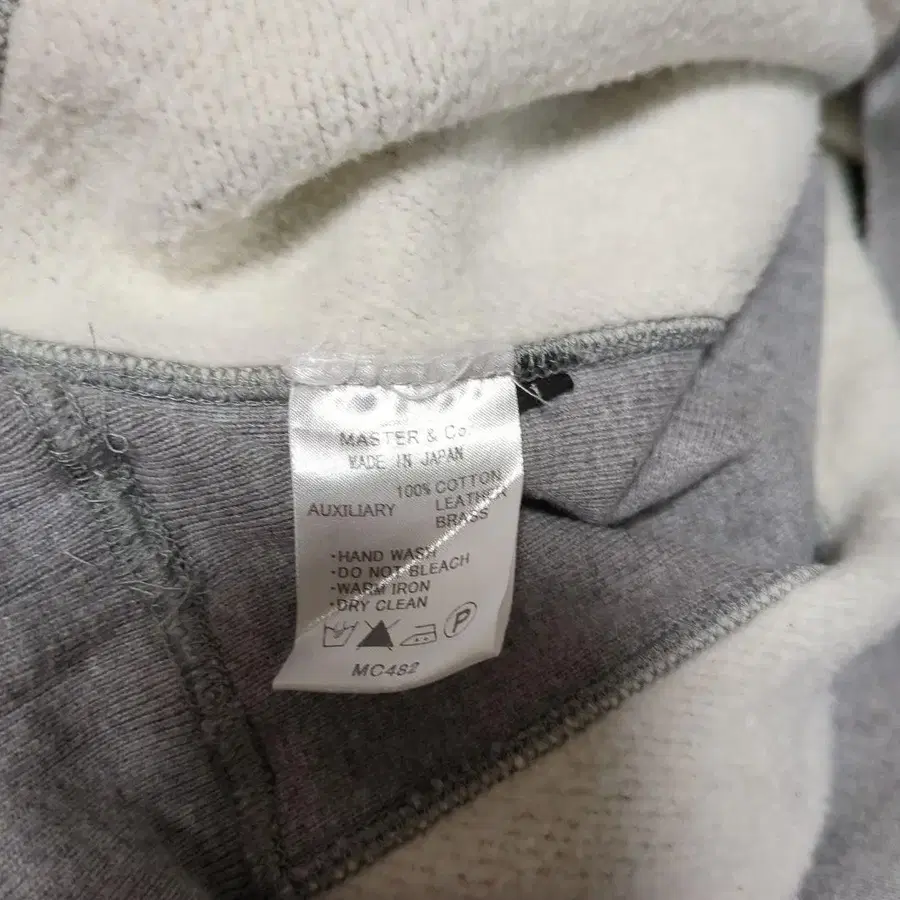 MASTER & Co.
MADE IN JAPAN
100% COTTON
AUXILIARY LEATHER
BRASS
・HAND WASH
・DO NOT BLEACH
・WARM IRON
・DRY CLEAN
P
MC482